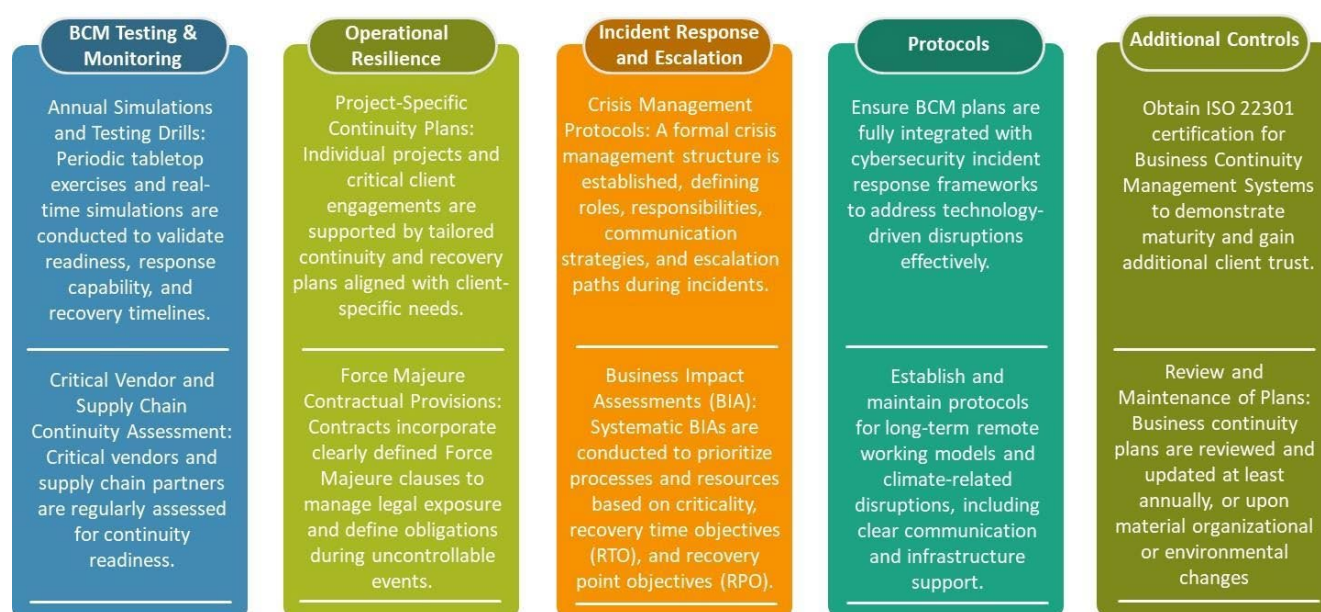 BCM Testing &
Monitoring
Annual Simulations
and Testing Drills:
Periodic tabletop
exercises and real-
time simulations are
conducted to validate
readiness, response
capability, and
recovery timelines.
Critical Vendor and
Supply Chain
Continuity Assessment:
Critical vendors and
supply chain partners
are regularly assessed
for continuity
readiness.
Operational
Resilience
Project-Specific
Continuity Plans:
Individual projects and
critical client
engagements are
supported by tailored
continuity and recovery
plans aligned with client-
specific needs.
Force Majeure
Contractual Provisions:
Contracts incorporate
clearly defined Force
Majeure clauses to
manage legal exposure
and define obligations
during uncontrollable
events.
Incident Response
and Escalation
Crisis Management
Protocols: A formal crisis
management structure is
established, defining
roles, responsibilities,
communication
strategies, and escalation
paths during incidents.
Business Impact
Assessments (BIA):
Systematic BIAs are
conducted to prioritize
processes and resources
based on criticality,
recovery time objectives
(RTO), and recovery
point objectives (RPO).
Protocols
Ensure BCM plans are
fully integrated with
cybersecurity incident
response frameworks
to address technology-
driven disruptions
effectively.
Establish and
maintain protocols
for long-term remote
working models and
climate-related
disruptions, including
clear communication
and infrastructure
support.
Additional Controls
Obtain ISO 22301
certification for
Business Continuity
Management Systems
to demonstrate
maturity and gain
additional client trust.
Review and
Maintenance of Plans:
Business continuity
plans are reviewed and
updated at least
annually, or upon
material organizational
or environmental
changes